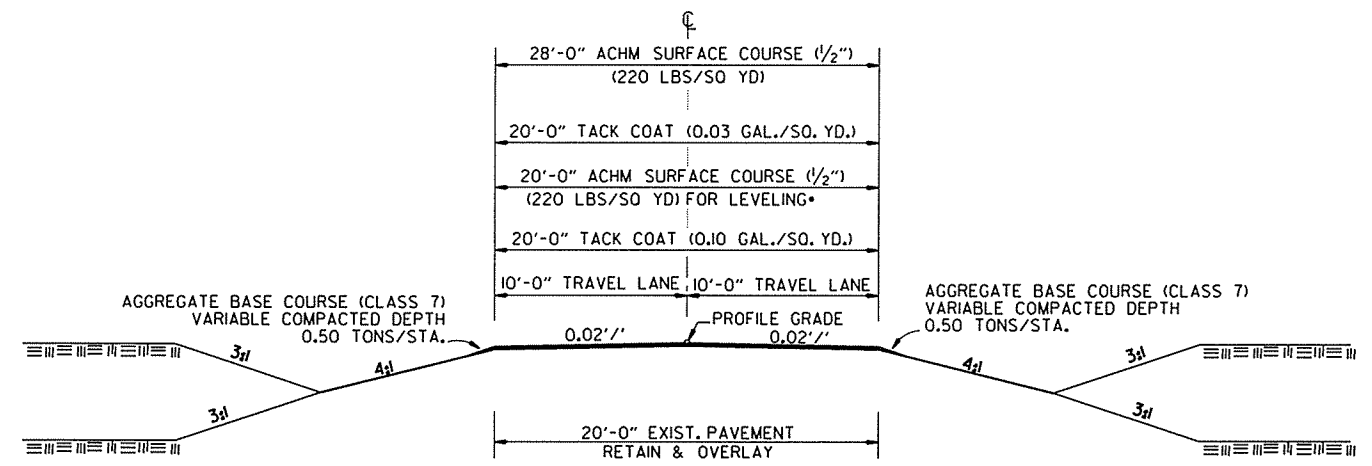 ℄
28'-0" ACHM SURFACE COURSE (1/2")
(220 LBS/SQ YD)
20'-0" TACK COAT (0.03 GAL./SQ. YD.)
20'-0" ACHM SURFACE COURSE (1/2")
(220 LBS/SQ YD) FOR LEVELING•
20'-0" TACK COAT (0.10 GAL./SQ. YD.)
10'-0" TRAVEL LANE 10'-0" TRAVEL LANE
AGGREGATE BASE COURSE (CLASS 7)
VARIABLE COMPACTED DEPTH
0.50 TONS/STA.
AGGREGATE BASE COURSE (CLASS 7)
VARIABLE COMPACTED DEPTH
0.50 TONS/STA.
PROFILE GRADE
0.02'/' 0.02'/'
3:1 4:1 4:1 3:1
3:1 3:1
20'-0" EXIST. PAVEMENT
RETAIN & OVERLAY